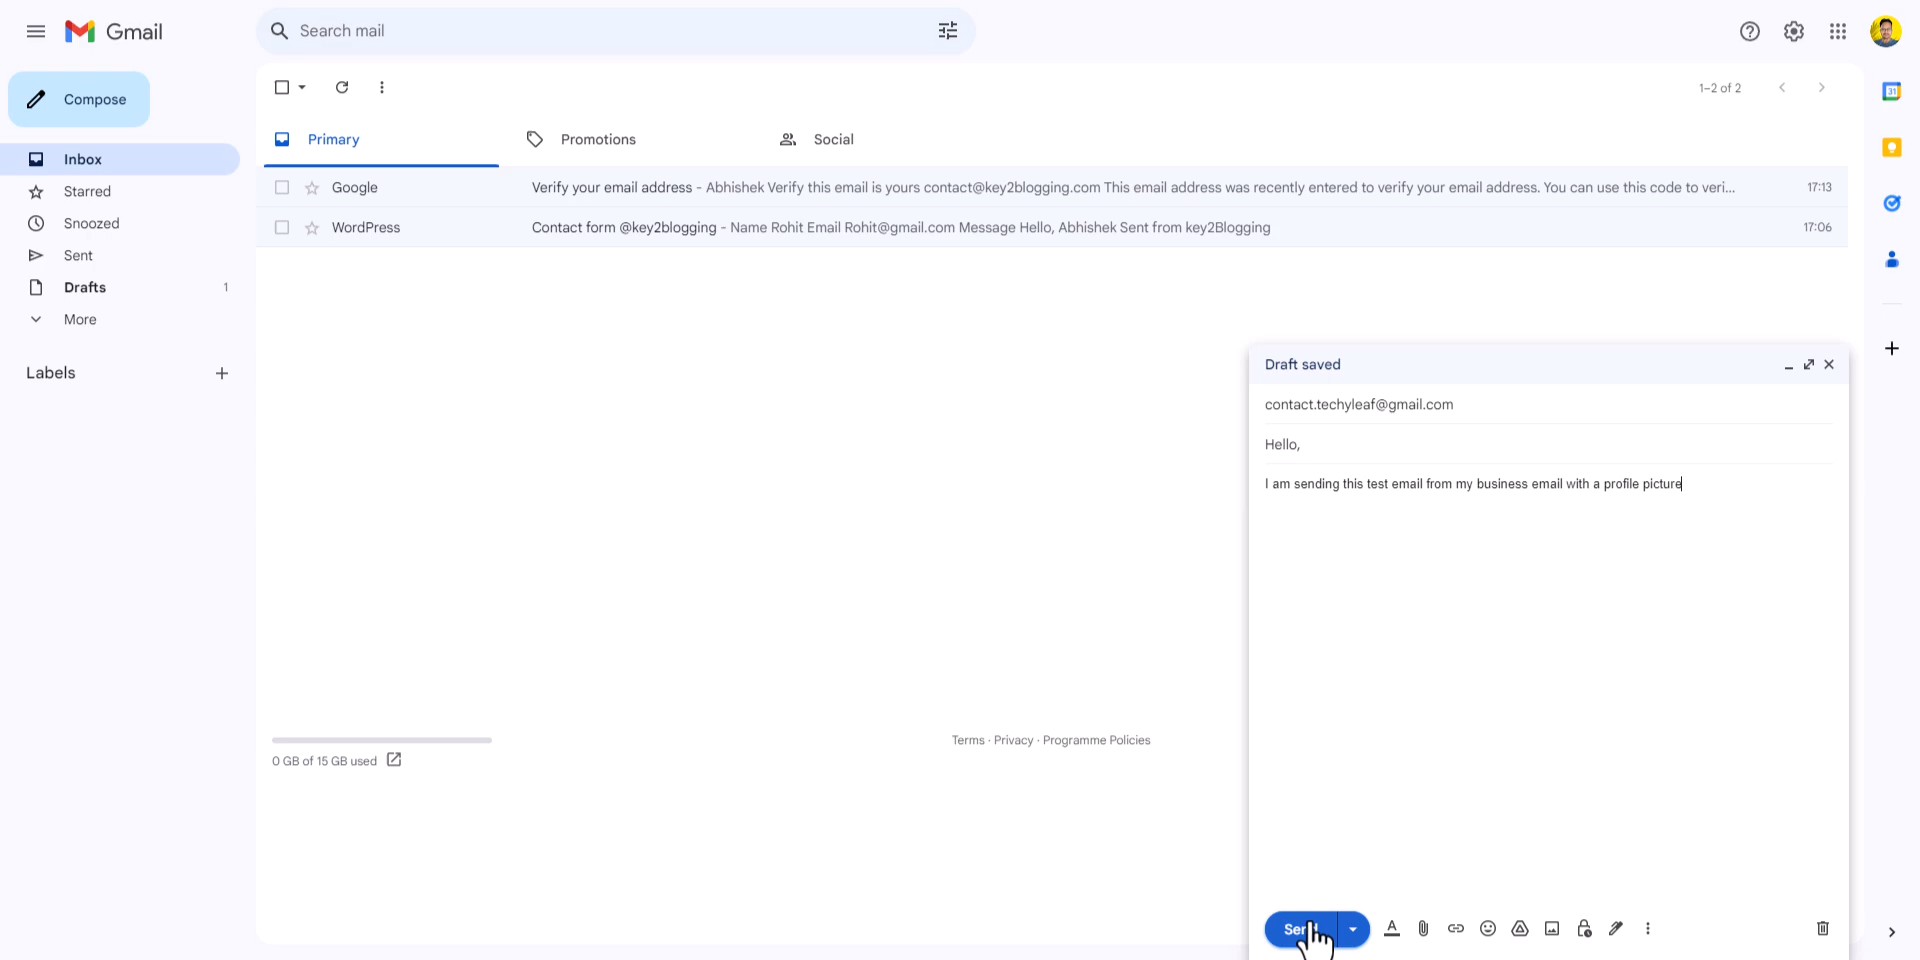 Gmail
Search mail
Compose
1–2 of 2
Primary
Promotions
Social
Inbox
Starred
Snoozed
Sent
Drafts 1
More
Labels
Google Verify your email address - Abhishek Verify this email is yours contact@key2blogging.com This email address was recently entered to verify your email address. You can use this code to veri... 17:13
WordPress Contact form @key2blogging - Name Rohit Email Rohit@gmail.com Message Hello, Abhishek Sent from key2Blogging 17:06
31
Draft saved
contact.techyleaf@gmail.com
Hello,
I am sending this test email from my business email with a profile picture
0 GB of 15 GB used
Terms · Privacy · Programme Policies